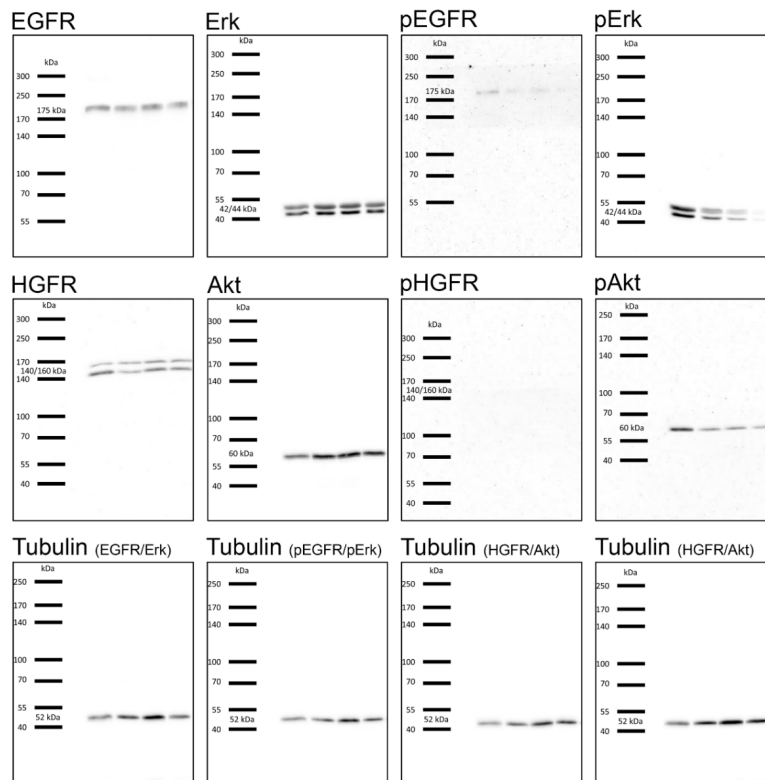 EGFR
kDa
300
250
175 kDa
170
140
100
70
55
Erk
kDa
300
250
170
140
100
70
55
42/44 kDa
40
pEGFR
kDa
300
250
175 kDa
170
140
100
70
55
pErk
kDa
300
250
170
140
100
70
55
42/44 kDa
40
HGFR
kDa
300
250
170
140/160 kDa
140
100
70
55
40
Akt
kDa
300
250
170
140
100
70
60 kDa
55
40
pHGFR
kDa
300
250
170
140/160 kDa
140
100
70
55
40
pAkt
kDa
250
170
140
100
70
60 kDa
55
40
Tubulin (EGFR/Erk)
kDa
250
170
140
100
70
55
52 kDa
40
Tubulin (pEGFR/pErk)
kDa
250
170
140
100
70
55
52 kDa
40
Tubulin (HGFR/Akt)
kDa
250
170
140
100
70
55
52 kDa
40
Tubulin (HGFR/Akt)
kDa
250
170
140
100
70
55
52 kDa
40